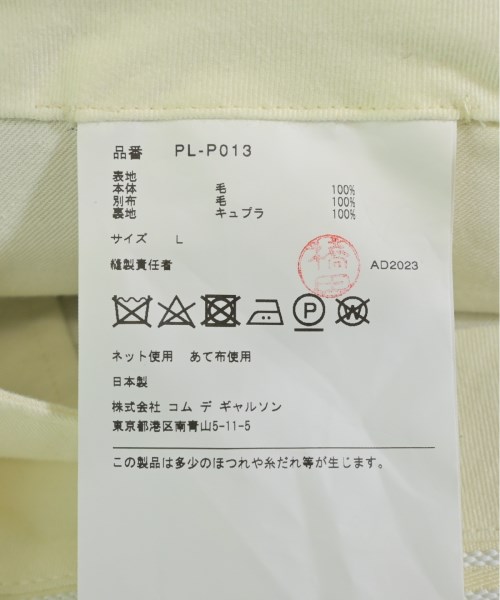 品番 PL-P013
表地
本体 毛 100%
別布 毛 100%
裏地 キュプラ 100%
サイズ L
縫製責任者 AD2023
P W
ネット使用 あて布使用
日本製
株式会社 コム デ ギャルソン
東京都港区南青山5-11-5
この製品は多少のほつれや糸だれ等が生じます。